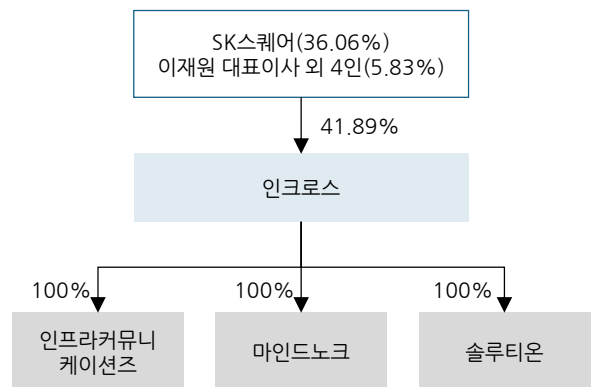 SK스퀘어(36.06%)
이재원 대표이사 외 4인(5.83%)
41.89%
인크로스
100%
100%
100%
인프라커뮤니
케이션즈
마인드노크
솔루티온